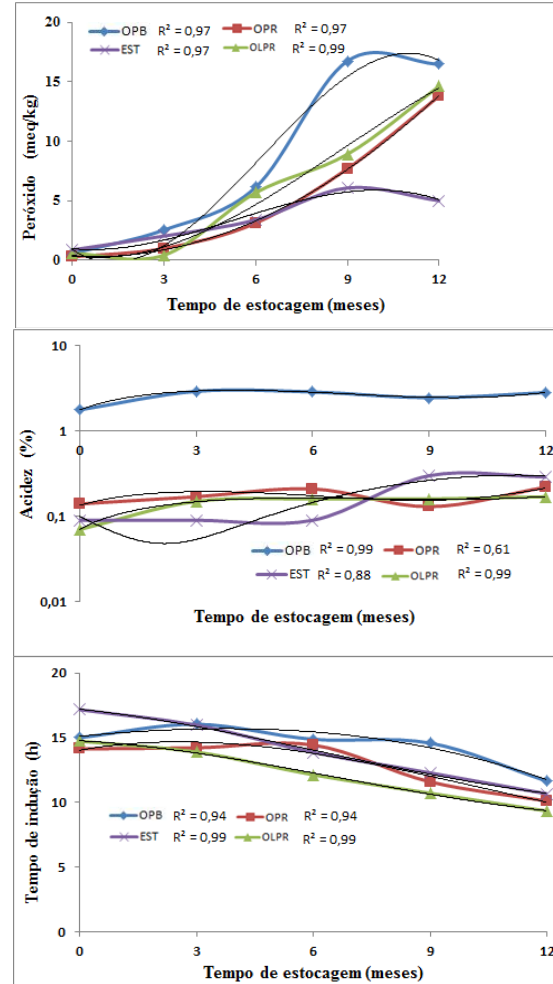 20
15
10
5
0
Peróxido (meq/kg)
OPB R² = 0,97 OPR R² = 0,97
EST R² = 0,97 OLPR R² = 0,99
0 3 6 9 12
Tempo de estocagem (meses)
10
1
0,1
0,01
Acidez (%)
0 3 6 9 12
OPB R² = 0,99 OPR R² = 0,61
EST R² = 0,88 OLPR R² = 0,99
Tempo de estocagem (meses)
20
15
10
5
0
Tempo de indução (h)
OPB R² = 0,94 OPR R² = 0,94
EST R² = 0,99 OLPR R² = 0,99
0 3 6 9 12
Tempo de estocagem (meses)